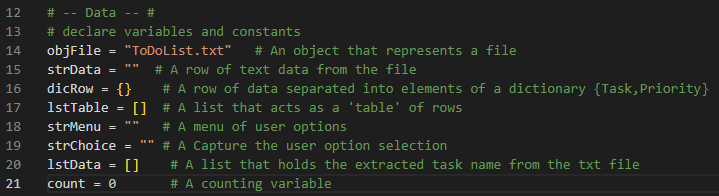 12 # -- Data -- #
13 # declare variables and constants
14 objFile = "ToDoList.txt" # An object that represents a file
15 strData = "" # A row of text data from the file
16 dicRow = {} # A row of data separated into elements of a dictionary {Task,Priority}
17 lstTable = [] # A list that acts as a 'table' of rows
18 strMenu = "" # A menu of user options
19 strChoice = "" # A Capture the user option selection
20 lstData = [] # A list that holds the extracted task name from the txt file
21 count = 0 # A counting variable